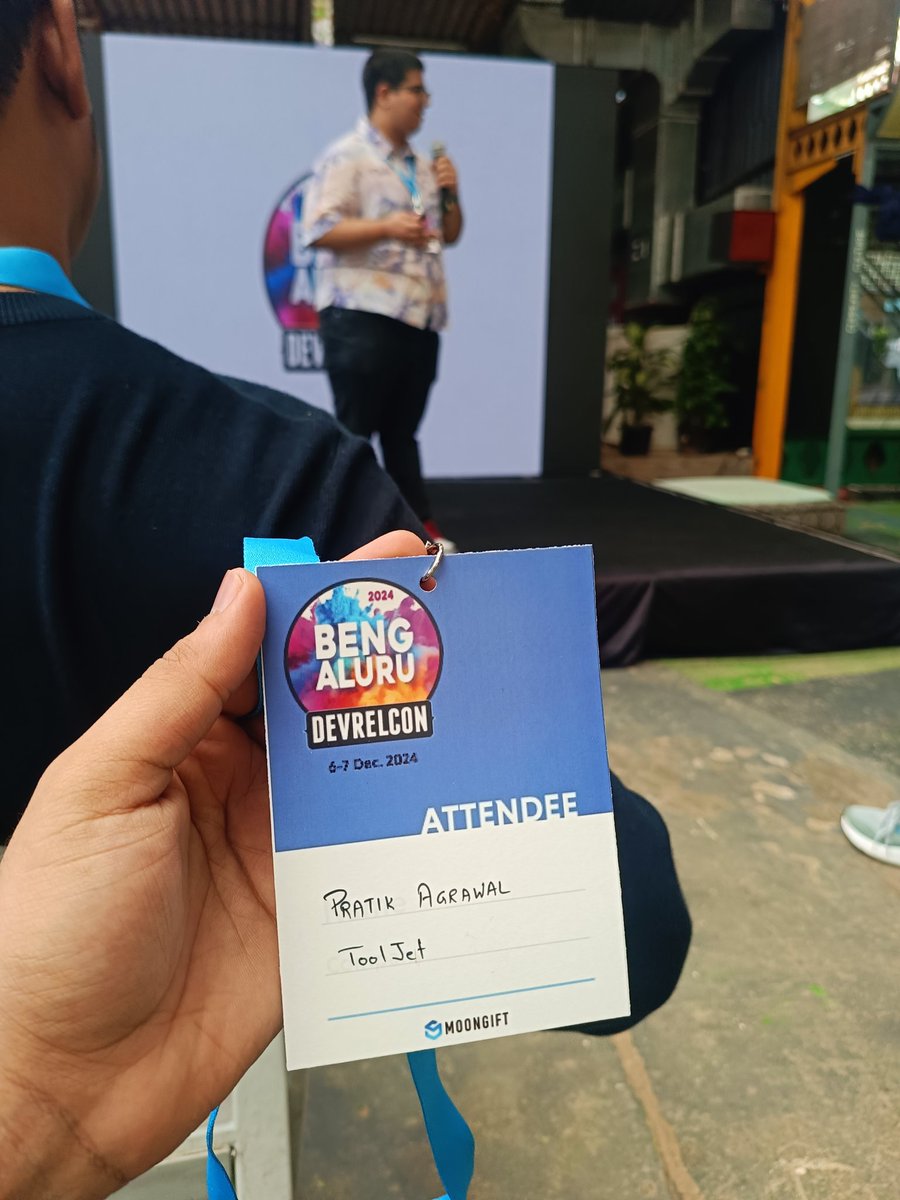 2024
BENG
ALURU
DEVRELCON
6-7 Dec. 2024
ATTENDEE
PRATIK AGRAWAL
ToolJet
MOONGIFT